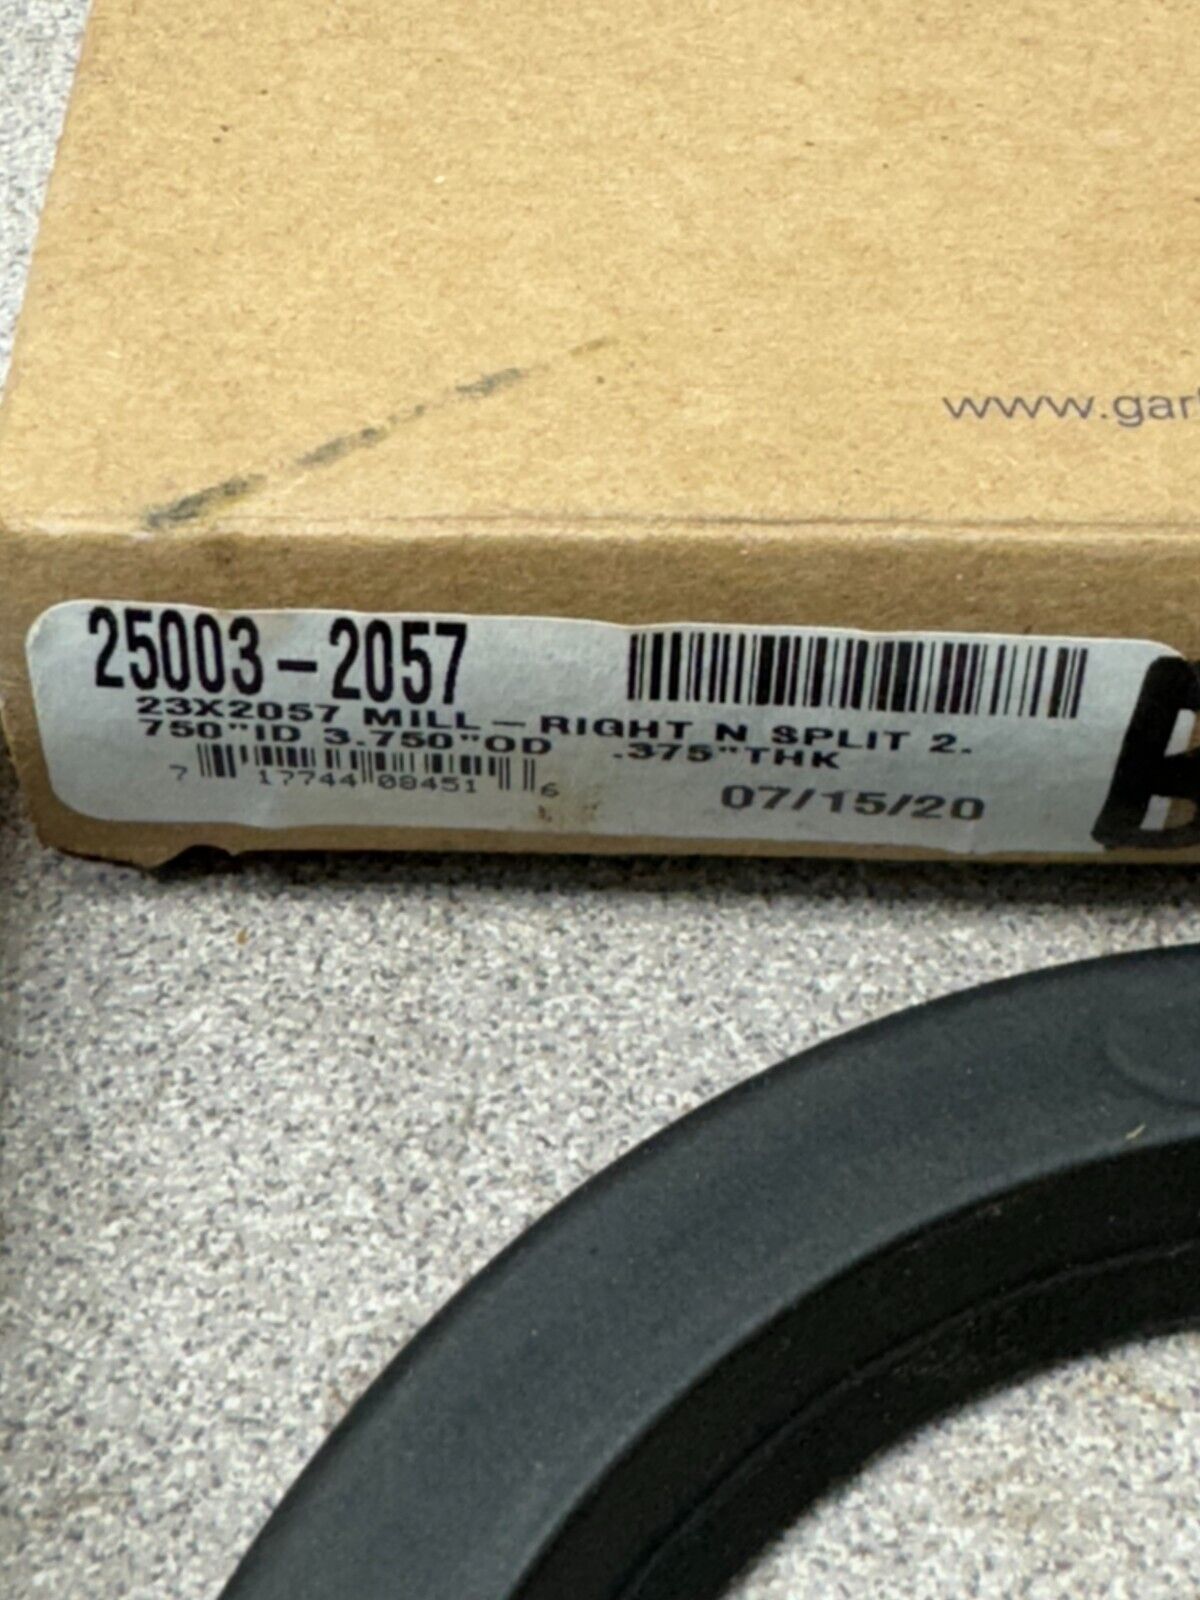 www.gar
25003-2057
23X2057 MILL-RIGHT N SPLIT 2.
750"ID 3.750"OD .375"THK
7 17744 08451 6
07/15/20